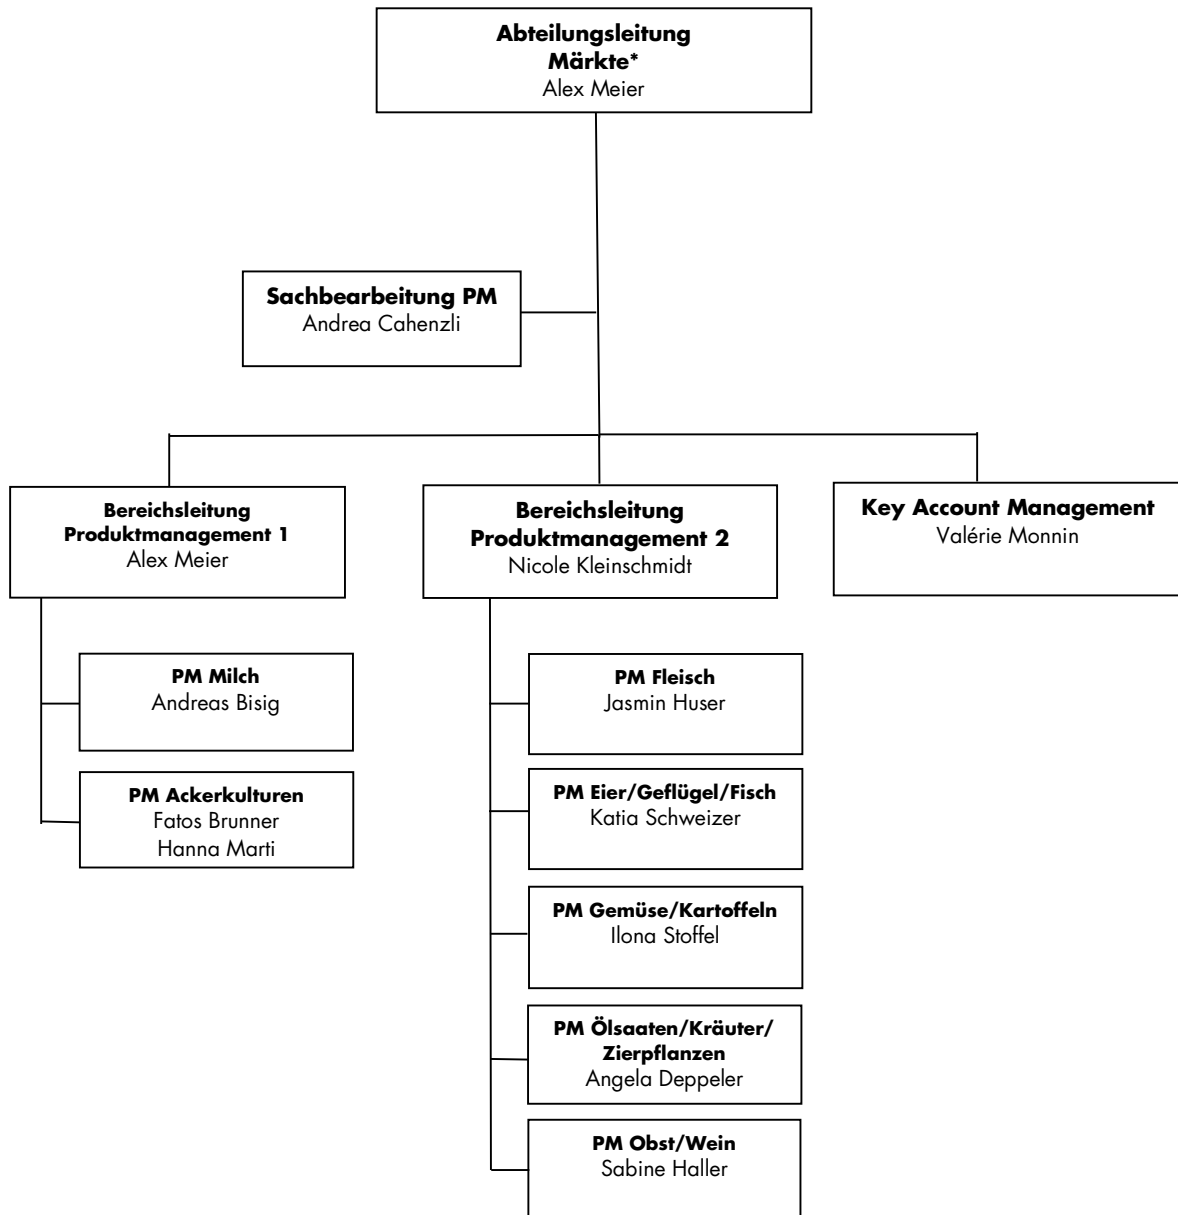 Abteilungsleitung
Märkte*
Alex Meier
Sachbearbeitung PM
Andrea Cahenzli
Bereichsleitung
Produktmanagement 1
Alex Meier
Bereichsleitung
Produktmanagement 2
Nicole Kleinschmidt
Key Account Management
Valérie Monnin
PM Milch
Andreas Bisig
PM Ackerkulturen
Fatos Brunner
Hanna Marti
PM Fleisch
Jasmin Huser
PM Eier/Geflügel/Fisch
Katia Schweizer
PM Gemüse/Kartoffeln
Ilona Stoffel
PM Ölsaaten/Kräuter/
Zierpflanzen
Angela Deppeler
PM Obst/Wein
Sabine Haller